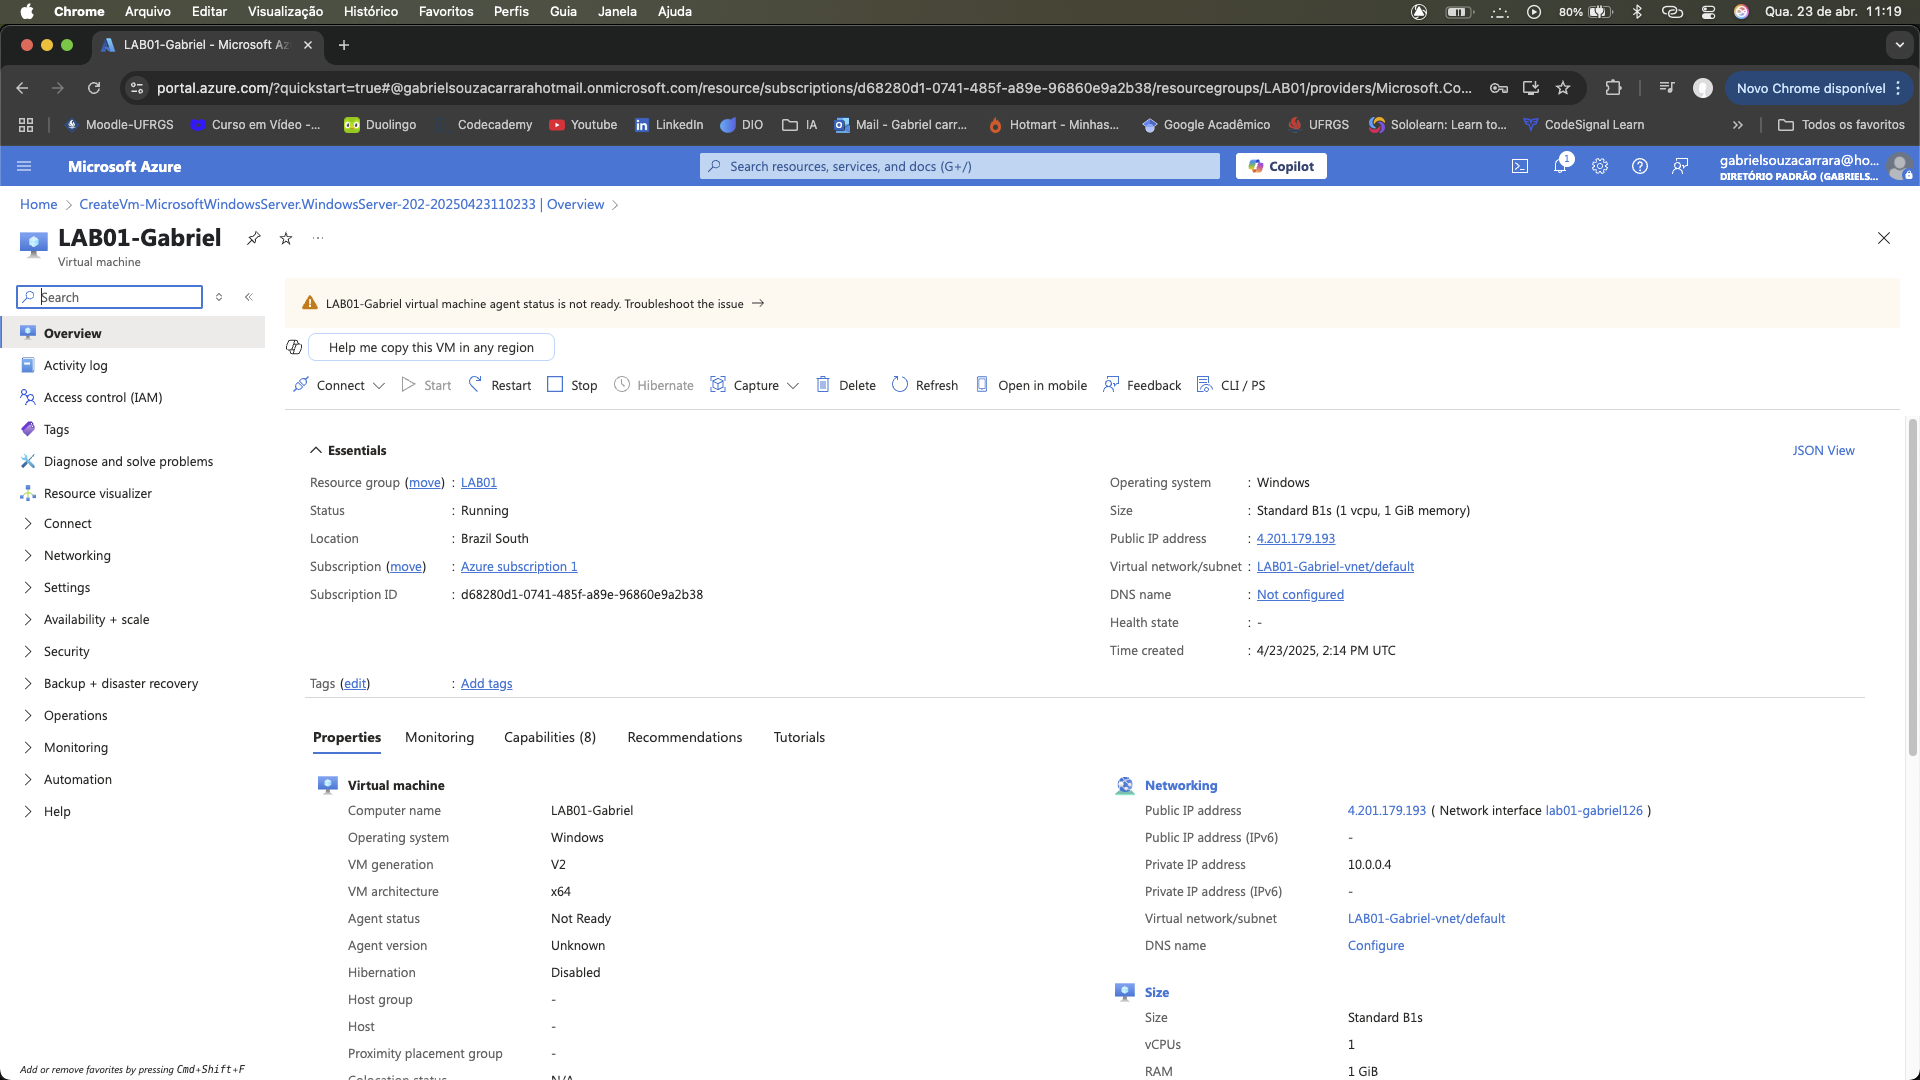 Chrome Arquivo Editar Visualização Histórico Favoritos Perfis Guia Janela Ajuda 80% Qua. 23 de abr. 11:19
LAB01-Gabriel - Microsoft Az
portal.azure.com/?quickstart=true#@gabrielsouzacarrarahotmail.onmicrosoft.com/resource/subscriptions/d68280d1-0741-485f-a89e-96860e9a2b38/resourcegroups/LAB01/providers/Microsoft.Co... Novo Chrome disponível
Moodle-UFRGS Curso em Vídeo -... Duolingo Codecademy Youtube LinkedIn DIO IA Mail - Gabriel carr... Hotmart - Minhas... Google Acadêmico UFRGS Sololearn: Learn to... CodeSignal Learn Todos os favoritos
Microsoft Azure Search resources, services, and docs (G+/) Copilot 1 gabrielsouzacarrara@ho...
DIRETÓRIO PADRÃO (GABRIELS...
Home > CreateVm-MicrosoftWindowsServer.WindowsServer-202-20250423110233 | Overview >
LAB01-Gabriel
Virtual machine
Search
LAB01-Gabriel virtual machine agent status is not ready. Troubleshoot the issue →
Help me copy this VM in any region
Connect Start Restart Stop Hibernate Capture Delete Refresh Open in mobile Feedback CLI / PS
Overview
Activity log
Access control (IAM)
Tags
Diagnose and solve problems
Resource visualizer
Connect
Networking
Settings
Availability + scale
Security
Backup + disaster recovery
Operations
Monitoring
Automation
Help
Add or remove favorites by pressing Cmd+Shift+F
Essentials JSON View
Resource group (move) : LAB01
Status : Running
Location : Brazil South
Subscription (move) : Azure subscription 1
Subscription ID : d68280d1-0741-485f-a89e-96860e9a2b38
Operating system : Windows
Size : Standard B1s (1 vcpu, 1 GiB memory)
Public IP address : 4.201.179.193
Virtual network/subnet : LAB01-Gabriel-vnet/default
DNS name : Not configured
Health state : -
Time created : 4/23/2025, 2:14 PM UTC
Tags (edit) : Add tags
Properties Monitoring Capabilities (8) Recommendations Tutorials
Virtual machine
Computer name LAB01-Gabriel
Operating system Windows
VM generation V2
VM architecture x64
Agent status Not Ready
Agent version Unknown
Hibernation Disabled
Host group -
Host -
Proximity placement group -
Colocation status N/A
Networking
Public IP address 4.201.179.193 ( Network interface lab01-gabriel126 )
Public IP address (IPv6) -
Private IP address 10.0.0.4
Private IP address (IPv6) -
Virtual network/subnet LAB01-Gabriel-vnet/default
DNS name Configure
Size
Size Standard B1s
vCPUs 1
RAM 1 GiB